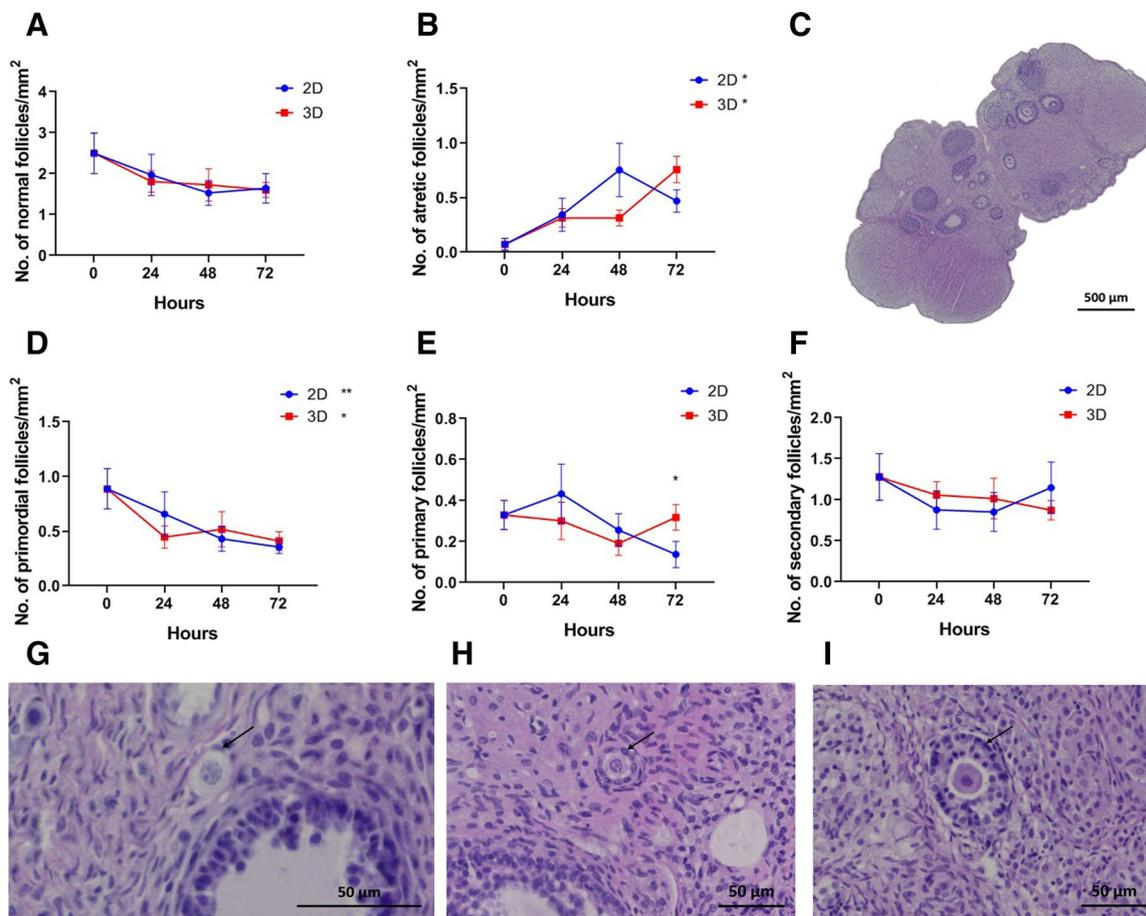 A
No. of normal follicles/mm2
4
3
2
1
0
0 24 48 72
Hours
2D
3D
B
No. of atretic follicles/mm2
1.5
1.0
0.5
0.0
0 24 48 72
Hours
2D *
3D *
C
500 µm
D
No. of primordial follicles/mm2
1.5
1.0
0.5
0.0
0 24 48 72
Hours
2D **
3D *
E
No. of primary follicles/mm2
0.8
0.6
0.4
0.2
0.0
0 24 48 72
Hours
2D
3D
*
F
No. of secondary follicles/mm2
2.0
1.5
1.0
0.5
0.0
0 24 48 72
Hours
2D
3D
G
50 µm
H
50 µm
I
50 µm